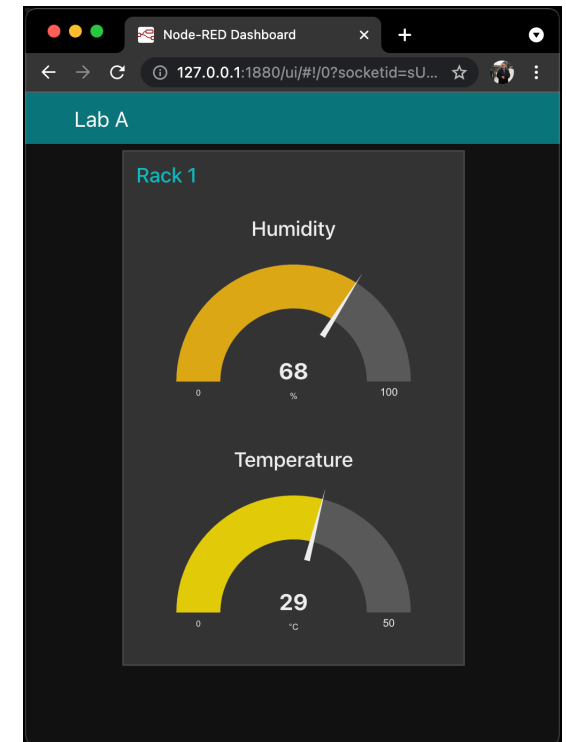 Node-RED Dashboard
127.0.0.1:1880/ui/#!/0?socketid=sU...
Lab A
Rack 1
Humidity
68
0 % 100
Temperature
29
0 °C 50